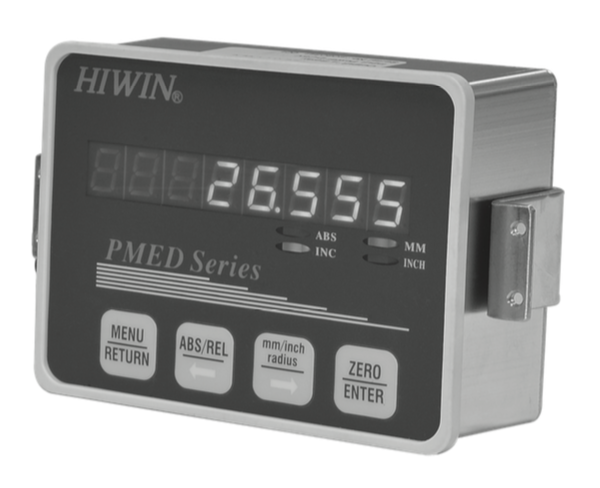 HIWIN®
26.555
ABS
INC
MM
INCH
PMED Series
MENU
RETURN
ABS/REL
mm/inch
radius
ZERO
ENTER